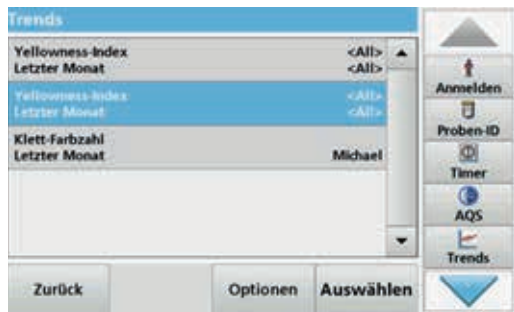 Trends
Yellowness-Index <All>
Letzter Monat <All>
Yellowness-Index <All>
Letzter Monat <All>
Klett-Farbzahl
Letzter Monat Michael
Anmelden
Proben-ID
Timer
AQS
Trends
Zurück Optionen Auswählen